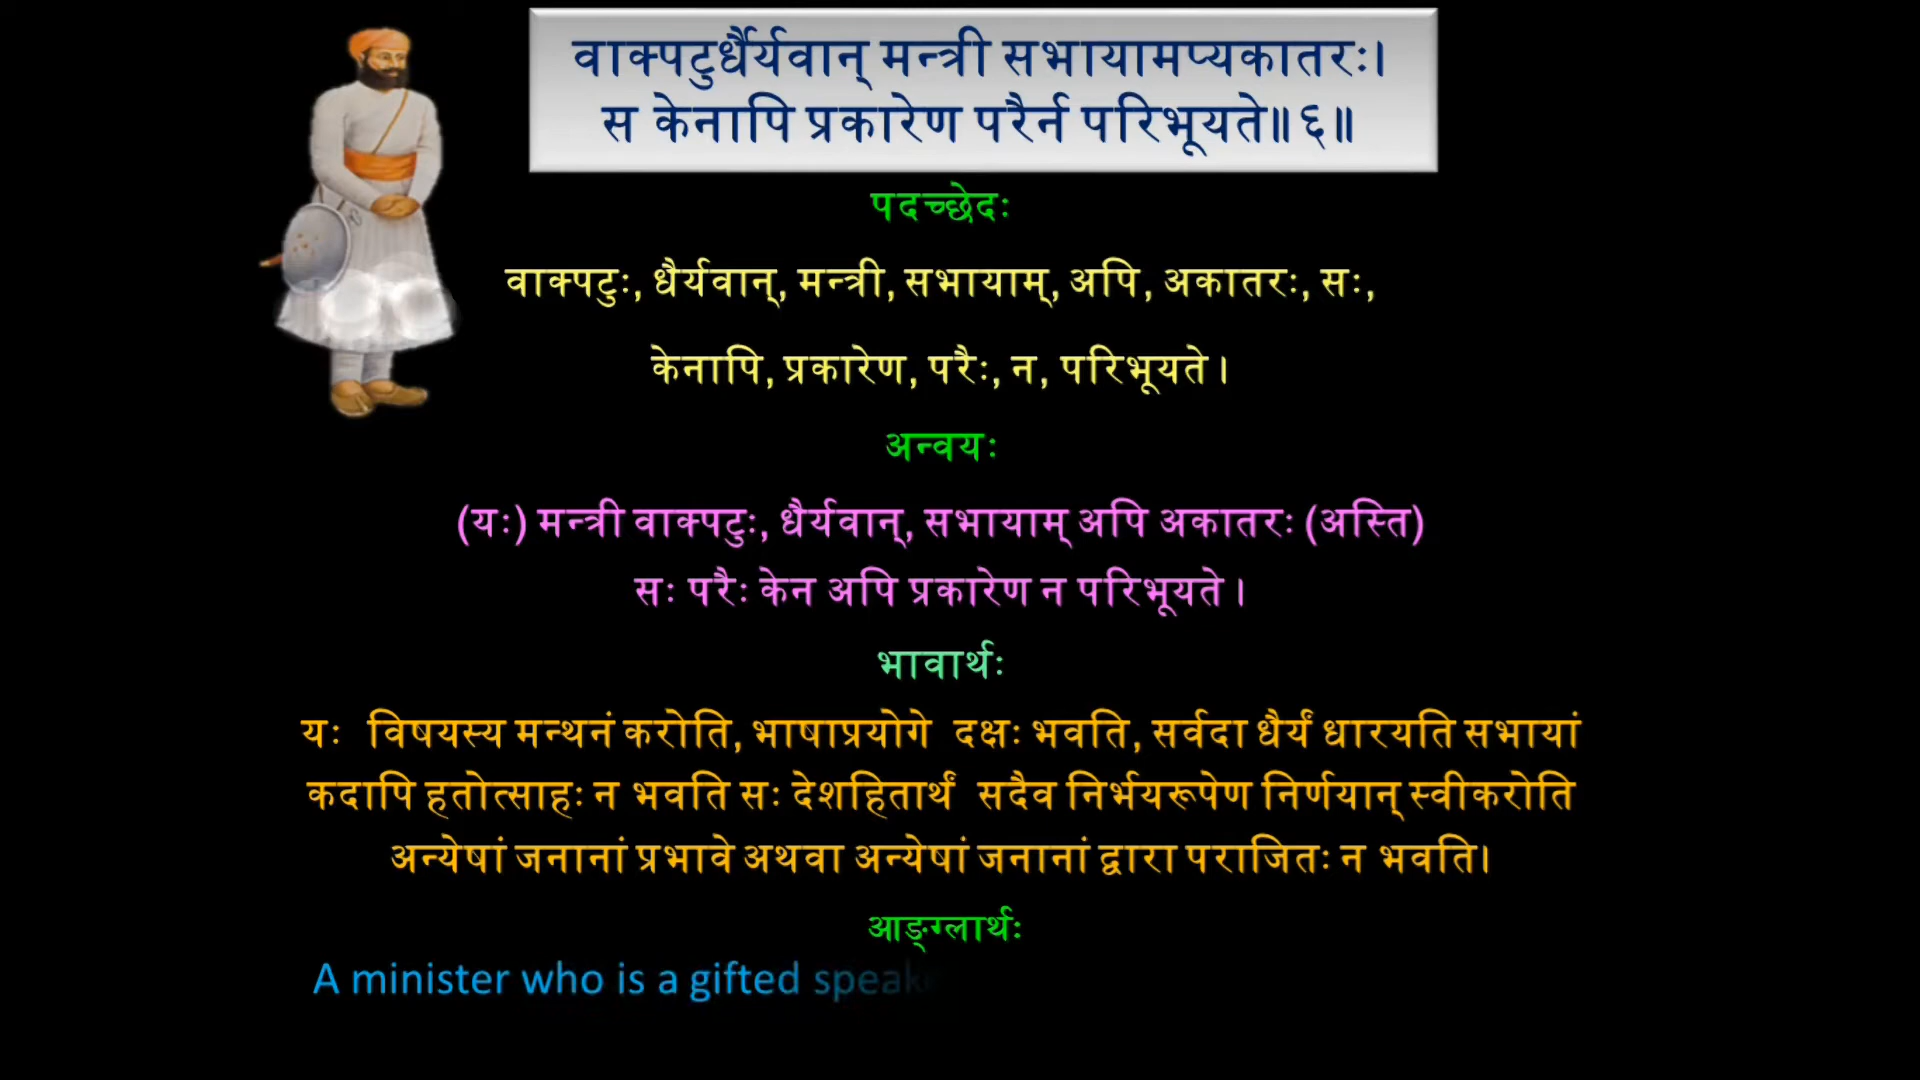 वाक्पटुर्धैर्यवान् मन्त्री सभायामप्यकातरः।
स केनापि प्रकारेण परैर्न परिभूयते॥६॥
पदच्छेदः
वाक्पटुः, धैर्यवान्, मन्त्री, सभायाम्, अपि, अकातरः, सः,
केनापि, प्रकारेण, परैः, न, परिभूयते।
अन्वयः
(यः) मन्त्री वाक्पटुः, धैर्यवान्, सभायाम् अपि अकातरः (अस्ति)
सः परैः केन अपि प्रकारेण न परिभूयते।
भावार्थः
यः विषयस्य मन्थनं करोति, भाषाप्रयोगे दक्षः भवति, सर्वदा धैर्यं धारयति सभायां
कदापि हतोत्साहः न भवति सः देशहितार्थं सदैव निर्भयरूपेण निर्णयान् स्वीकरोति
अन्येषां जनानां प्रभावे अथवा अन्येषां जनानां द्वारा पराजितः न भवति।
आङ्ग्लार्थः
A minister who is a gifted